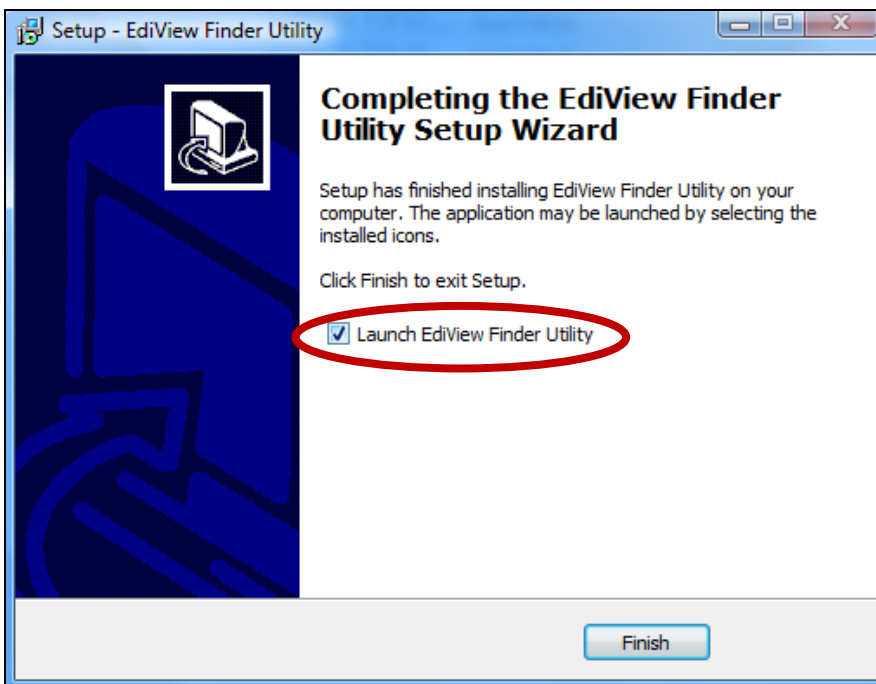 Setup - EdiView Finder Utility
Completing the EdiView Finder
Utility Setup Wizard
Setup has finished installing EdiView Finder Utility on your
computer. The application may be launched by selecting the
installed icons.
Click Finish to exit Setup.
Launch EdiView Finder Utility
Finish